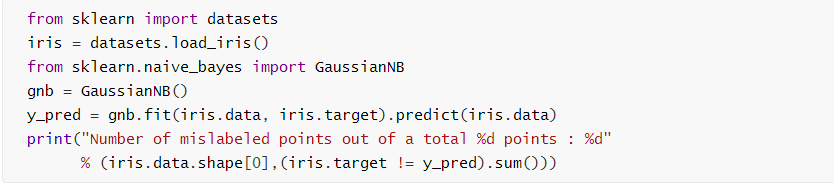 from sklearn import datasets
iris = datasets.load_iris()
from sklearn.naive_bayes import GaussianNB
gnb = GaussianNB()
y_pred = gnb.fit(iris.data, iris.target).predict(iris.data)
print("Number of mislabeled points out of a total %d points : %d"
      % (iris.data.shape[0],(iris.target != y_pred).sum()))